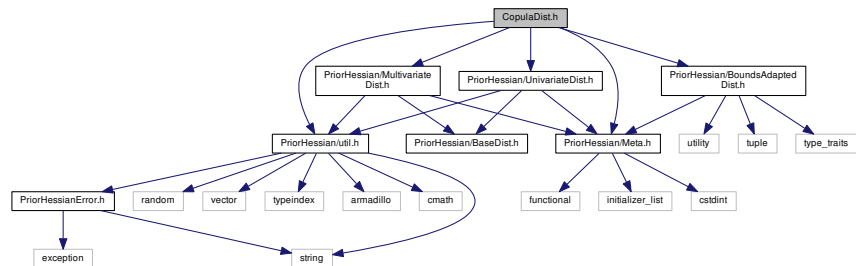 CopulaDist.h
PriorHessian/Multivariate
Dist.h
PriorHessian/UnivariateDist.h
PriorHessian/BoundsAdapted
Dist.h
PriorHessian/util.h
PriorHessian/BaseDist.h
PriorHessian/Meta.h
utility
tuple
type_traits
PriorHessianError.h
random
vector
typeindex
armadillo
cmath
functional
initializer_list
cstdint
exception
string